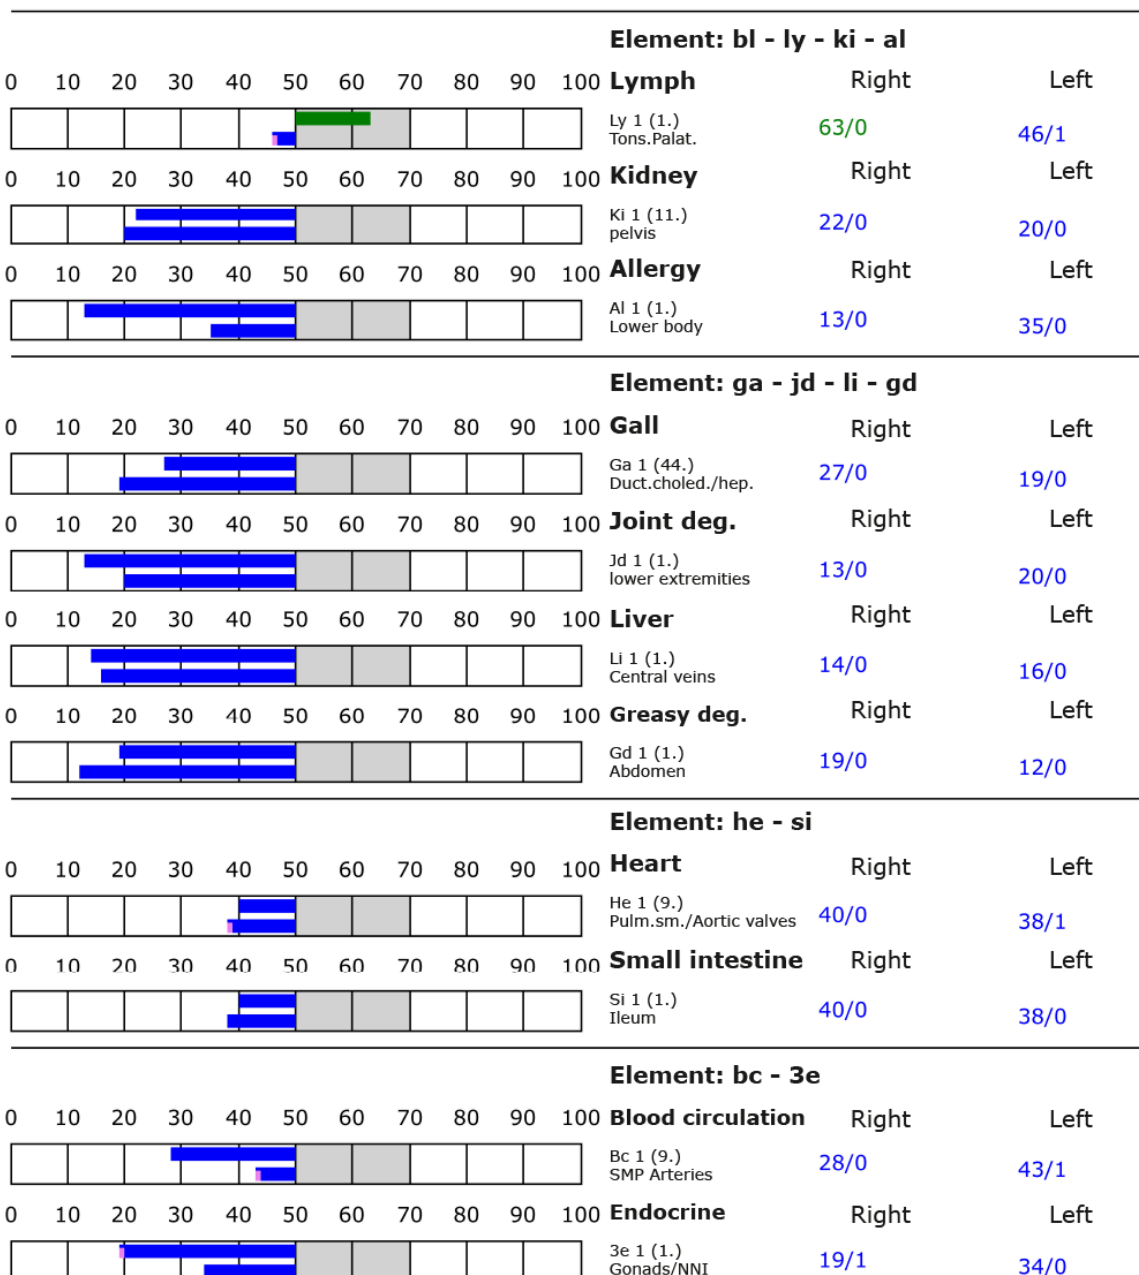 Element: bl - ly - ki - al
0 10 20 30 40 50 60 70 80 90 100 Lymph Right Left
Ly 1 (1.) 63/0 46/1
Tons.Palat.
0 10 20 30 40 50 60 70 80 90 100 Kidney Right Left
Ki 1 (11.) 22/0 20/0
pelvis
0 10 20 30 40 50 60 70 80 90 100 Allergy Right Left
Al 1 (1.) 13/0 35/0
Lower body
Element: ga - jd - li - gd
0 10 20 30 40 50 60 70 80 90 100 Gall Right Left
Ga 1 (44.) 27/0 19/0
Duct.choled./hep.
0 10 20 30 40 50 60 70 80 90 100 Joint deg. Right Left
Jd 1 (1.) 13/0 20/0
lower extremities
0 10 20 30 40 50 60 70 80 90 100 Liver Right Left
Li 1 (1.) 14/0 16/0
Central veins
0 10 20 30 40 50 60 70 80 90 100 Greasy deg. Right Left
Gd 1 (1.) 19/0 12/0
Abdomen
Element: he - si
0 10 20 30 40 50 60 70 80 90 100 Heart Right Left
He 1 (9.) 40/0 38/1
Pulm.sm./Aortic valves
0 10 20 30 40 50 60 70 80 90 100 Small intestine Right Left
Si 1 (1.) 40/0 38/0
Ileum
Element: bc - 3e
0 10 20 30 40 50 60 70 80 90 100 Blood circulation Right Left
Bc 1 (9.) 28/0 43/1
SMP Arteries
0 10 20 30 40 50 60 70 80 90 100 Endocrine Right Left
3e 1 (1.) 19/1 34/0
Gonads/NNI